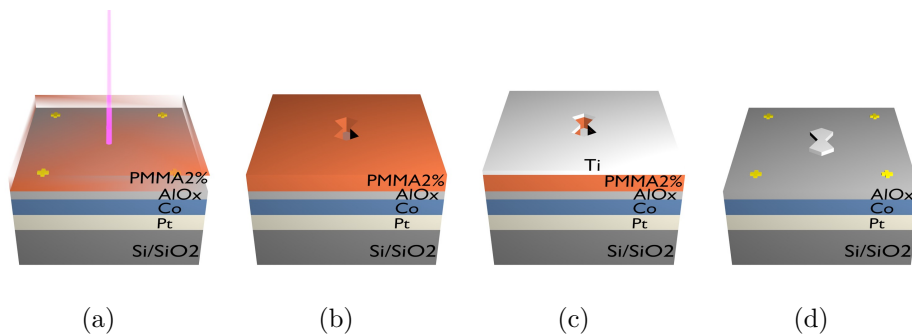 PMMA2%
AlOx
Co
Pt
Si/SiO2
PMMA2%
AlOx
Co
Pt
Si/SiO2
Ti
PMMA2%
AlOx
Co
Pt
Si/SiO2
AlOx
Co
Pt
Si/SiO2
(a)
(b)
(c)
(d)